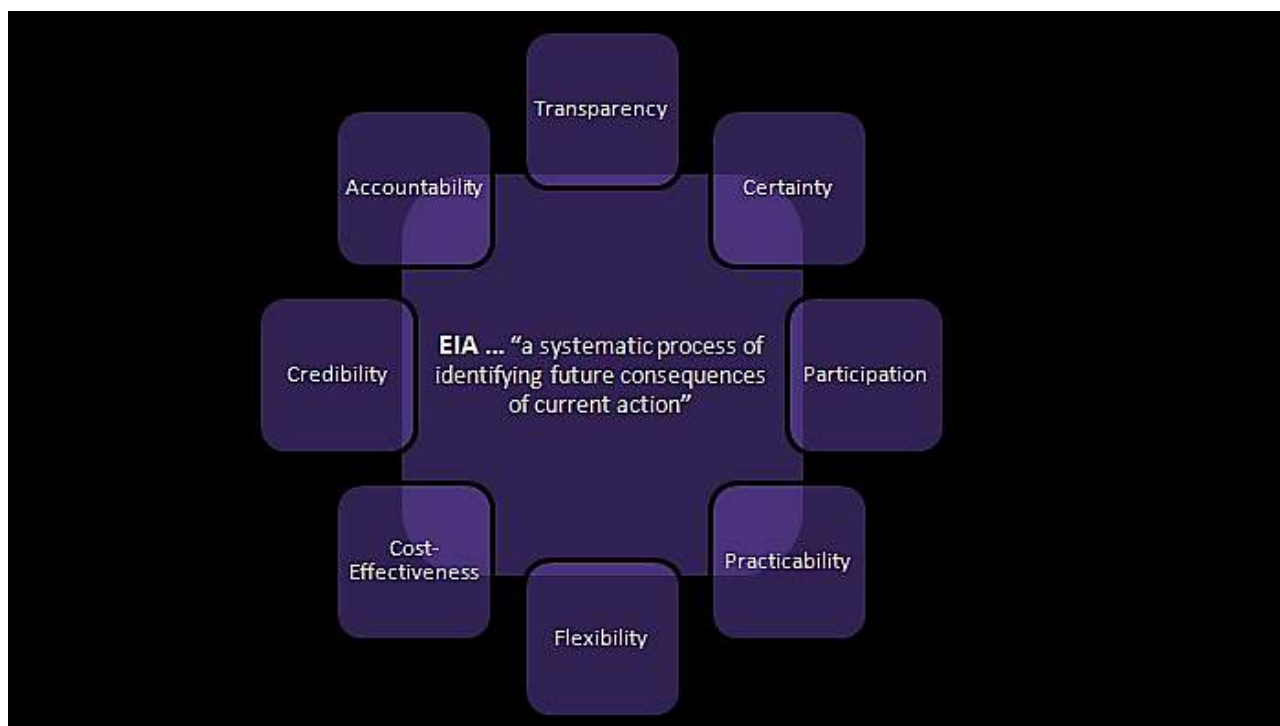 Transparency
Accountability
Certainty
EIA ... “a systematic process of
identifying future consequences
of current action”
Credibility
Participation
Cost-
Effectiveness
Practicability
Flexibility